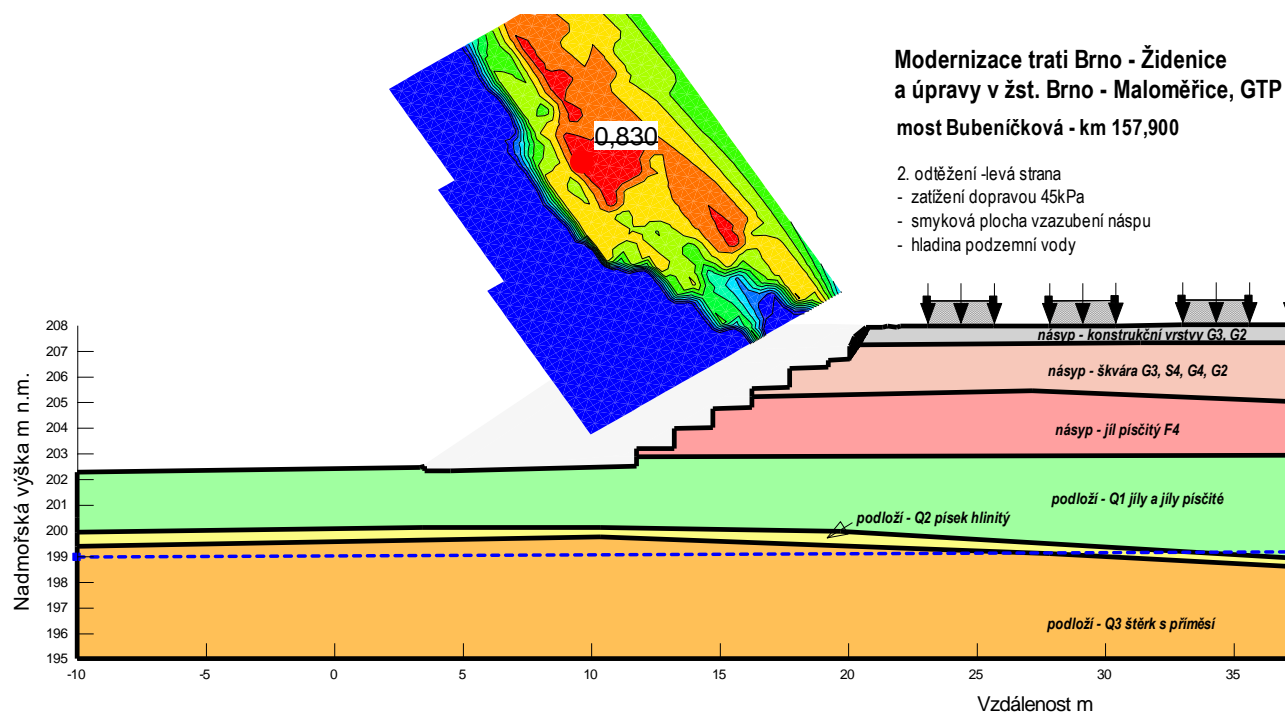 Modernizace trati Brno - Židenice
a úpravy v žst. Brno - Maloměřice, GTP
most Bubeníčková - km 157,900
0,830
2. odtěžení -levá strana
- zatížení dopravou 45kPa
- smyková plocha vzazubení náspu
- hladina podzemní vody
násyp - konstrukční vrstvy G3, G2
násyp - škvára G3, S4, G4, G2
násyp - jíl písčitý F4
podloží - Q1 jíly a jíly písčité
podloží - Q2 písek hlinitý
podloží - Q3 štěrk s příměsí
Nadmořská výška m n.m.
208
207
206
205
204
203
202
201
200
199
198
197
196
195
-10
-5
0
5
10
15
20
25
30
35
Vzdálenost m